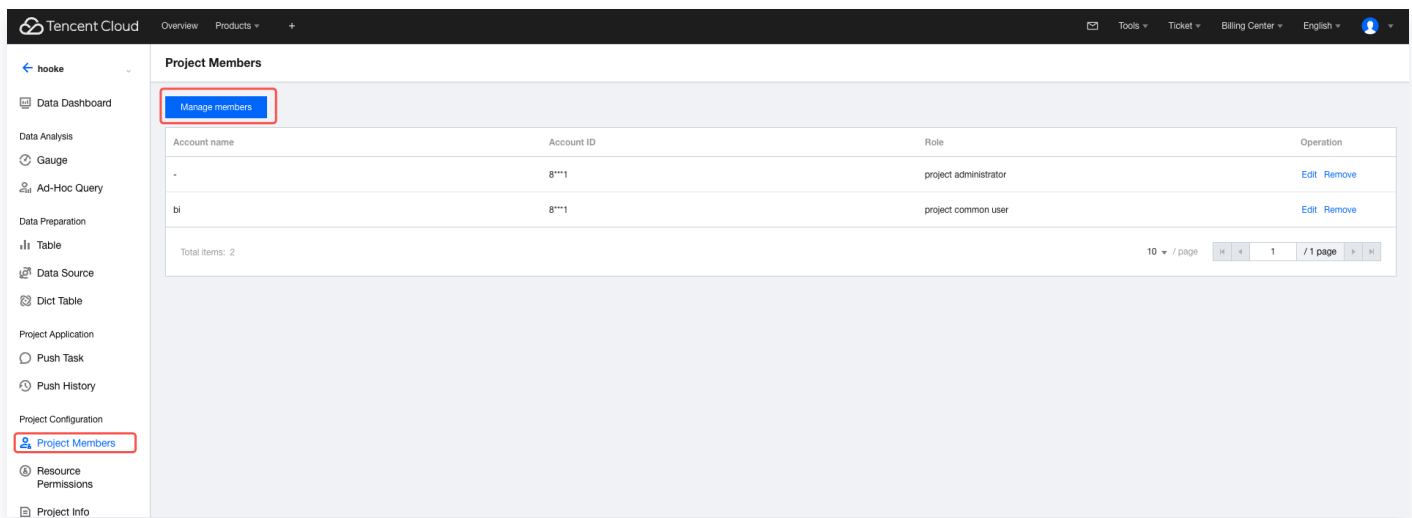 Tencent Cloud Overview Products + Tools Ticket Billing Center English
hooke
Project Members
Manage members
Data Dashboard
Data Analysis
Gauge
Ad-Hoc Query
Data Preparation
Table
Data Source
Dict Table
Project Application
Push Task
Push History
Project Configuration
Project Members
Resource
Permissions
Project Info
Account name Account ID Role Operation
- 8***1 project administrator Edit Remove
bi 8***1 project common user Edit Remove
Total items: 2 10 / page 1 / 1 page